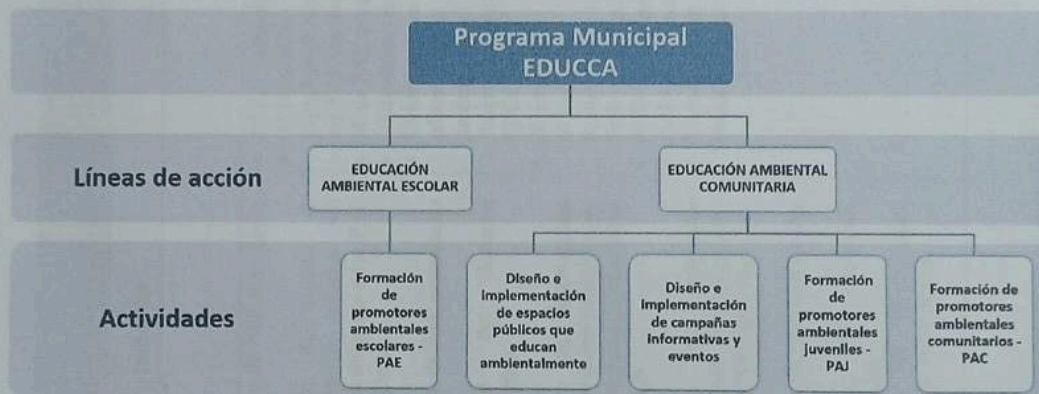 Programa Municipal
EDUCCA
Líneas de acción
EDUCACIÓN
AMBIENTAL ESCOLAR
EDUCACIÓN AMBIENTAL
COMUNITARIA
Actividades
Formación
de
promotores
ambientales
escolares -
PAE
Diseño e
implementación
de espacios
públicos que
educan
ambientalmente
Diseño e
implementación
de campañas
informativas y
eventos
Formación
de
promotores
ambientales
juveniles -
PAJ
Formación de
promotores
ambientales
comunitarios -
PAC